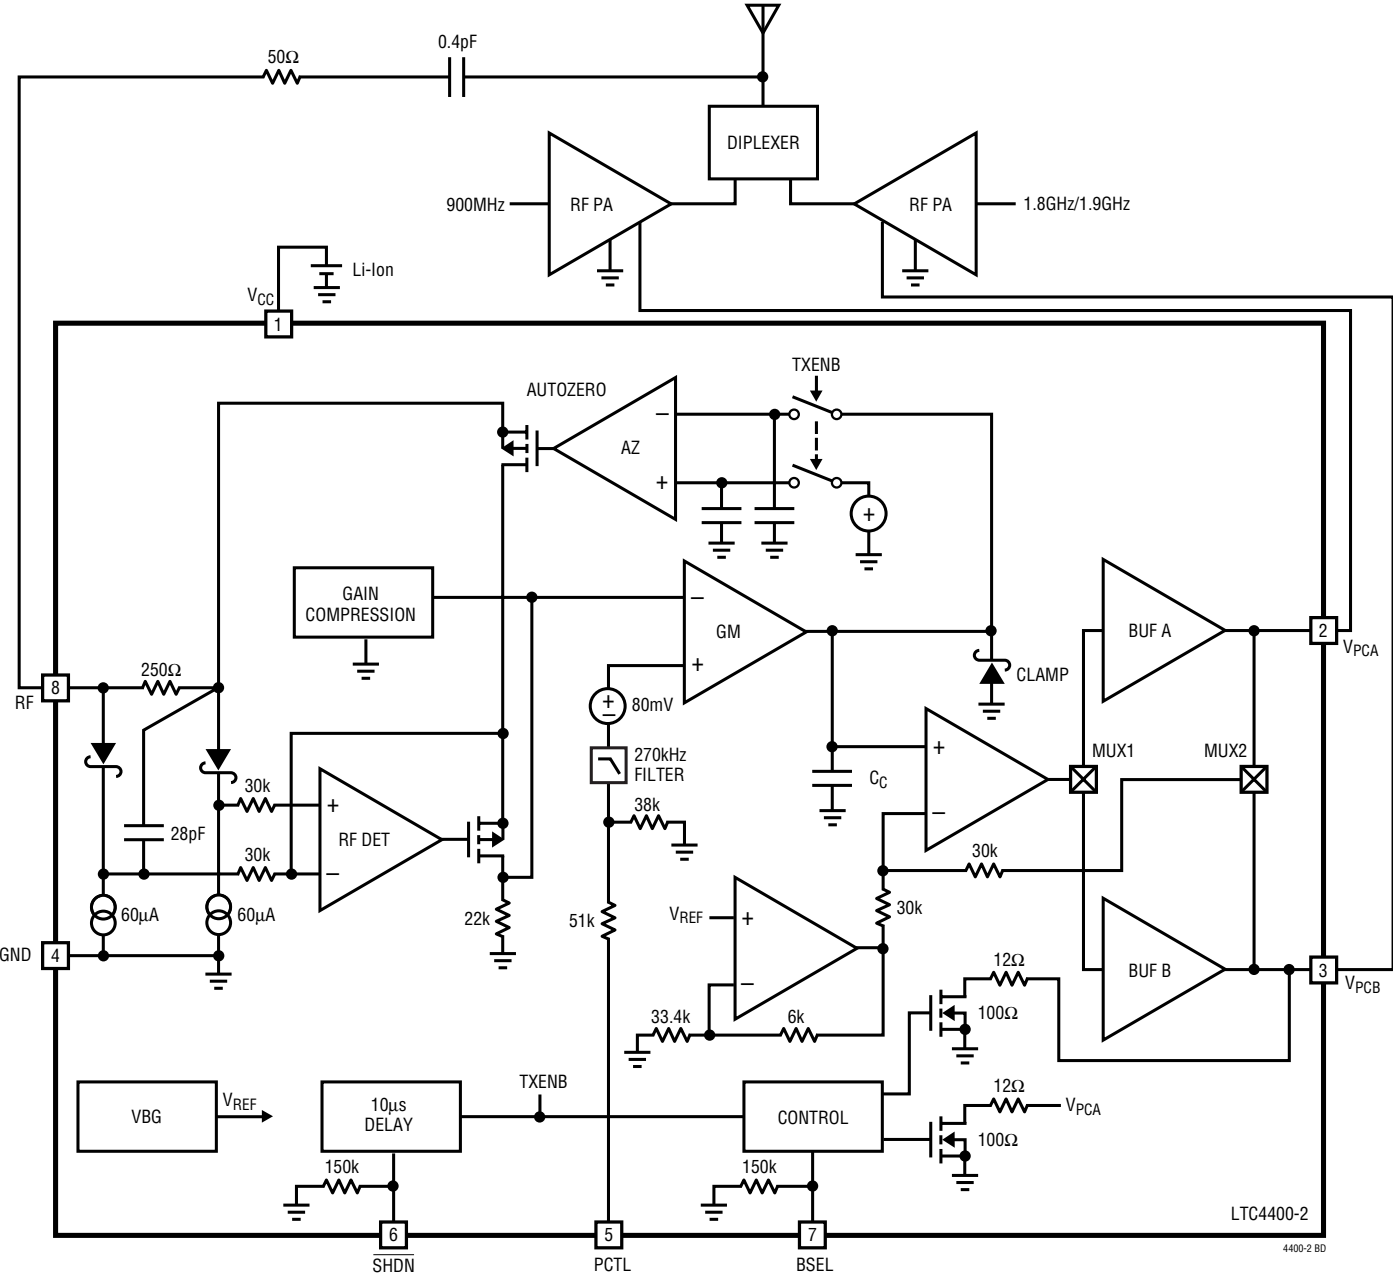 0.4pF
50Ω
DIPLEXER
900MHz
RF PA
RF PA
1.8GHz/1.9GHz
Li-Ion
VCC
1
TXENB
AUTOZERO
−
AZ
+
+
GAIN
COMPRESSION
−
GM
+
BUF A
2
VPCA
250Ω
8
RF
CLAMP
+
−
80mV
270kHz
FILTER
+
MUX1
MUX2
CC
30k
+
38k
−
28pF
RF DET
30k
−
30k
60µA
60µA
22k
51k
VREF
+
30k
−
GND
4
12Ω
BUF B
3
VPCB
100Ω
33.4k
6k
VBG
VREF
10µs
DELAY
TXENB
CONTROL
12Ω
VPCA
100Ω
150k
150k
LTC4400-2
6
SHDN
5
PCTL
7
BSEL
4400-2 BD